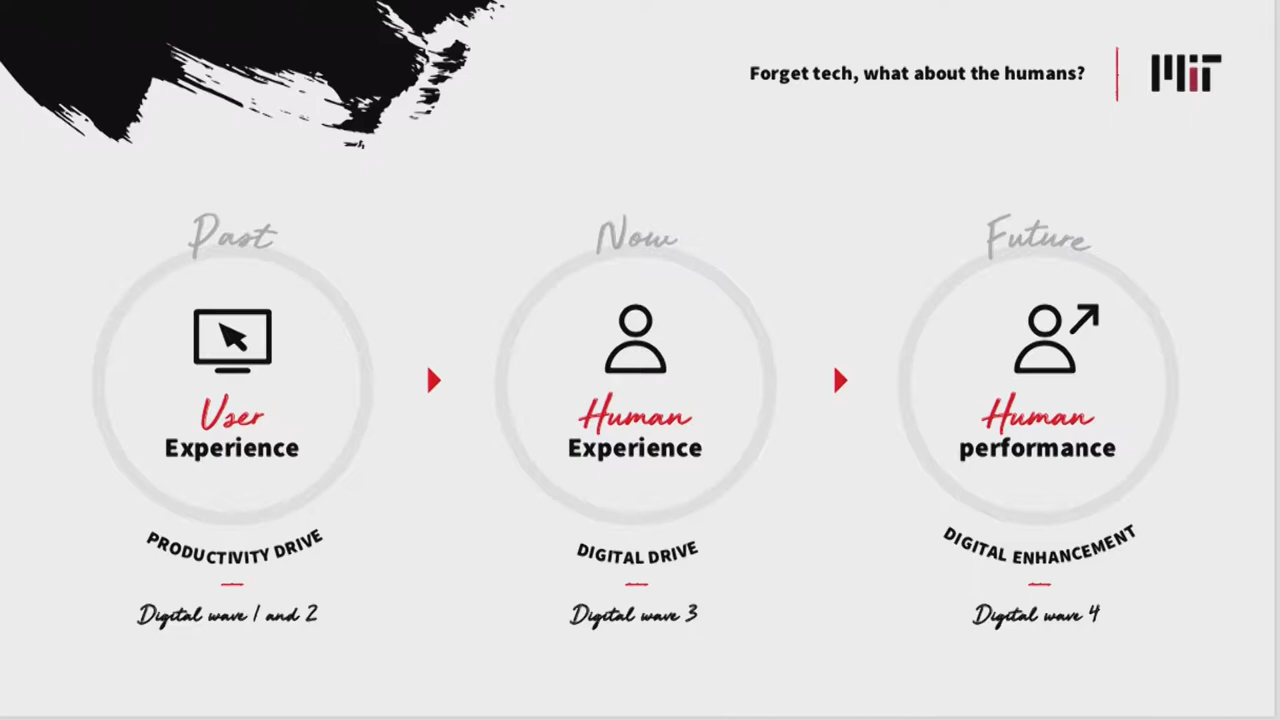 Forget tech, what about the humans?
MiT
Past
Now
Future
User
Experience
Human
Experience
Human
performance
PRODUCTIVITY DRIVE
DIGITAL DRIVE
DIGITAL ENHANCEMENT
Digital wave 1 and 2
Digital wave 3
Digital wave 4